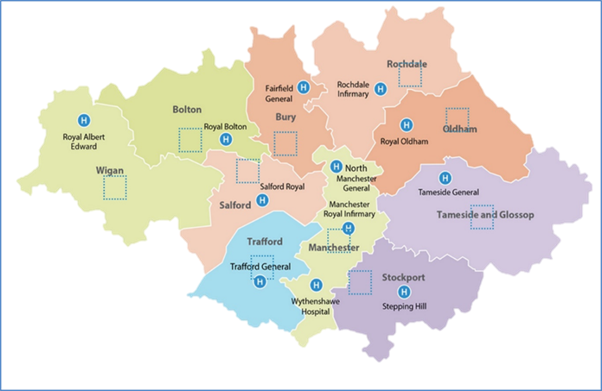 Rochdale
H
Rochdale
Infirmary
H
Fairfield
General
H
Bury
Bolton
Royal Bolton
H
H
Royal Albert
Edward
Wigan
H
Royal Oldham
Oldham
H
North
Manchester
General
H
Tameside General
Tameside and Glossop
Salford Royal
H
Salford
Manchester
Royal Infirmary
H
Manchester
Trafford
Trafford General
H
H
Wythenshawe
Hospital
Stockport
H
Stepping Hill